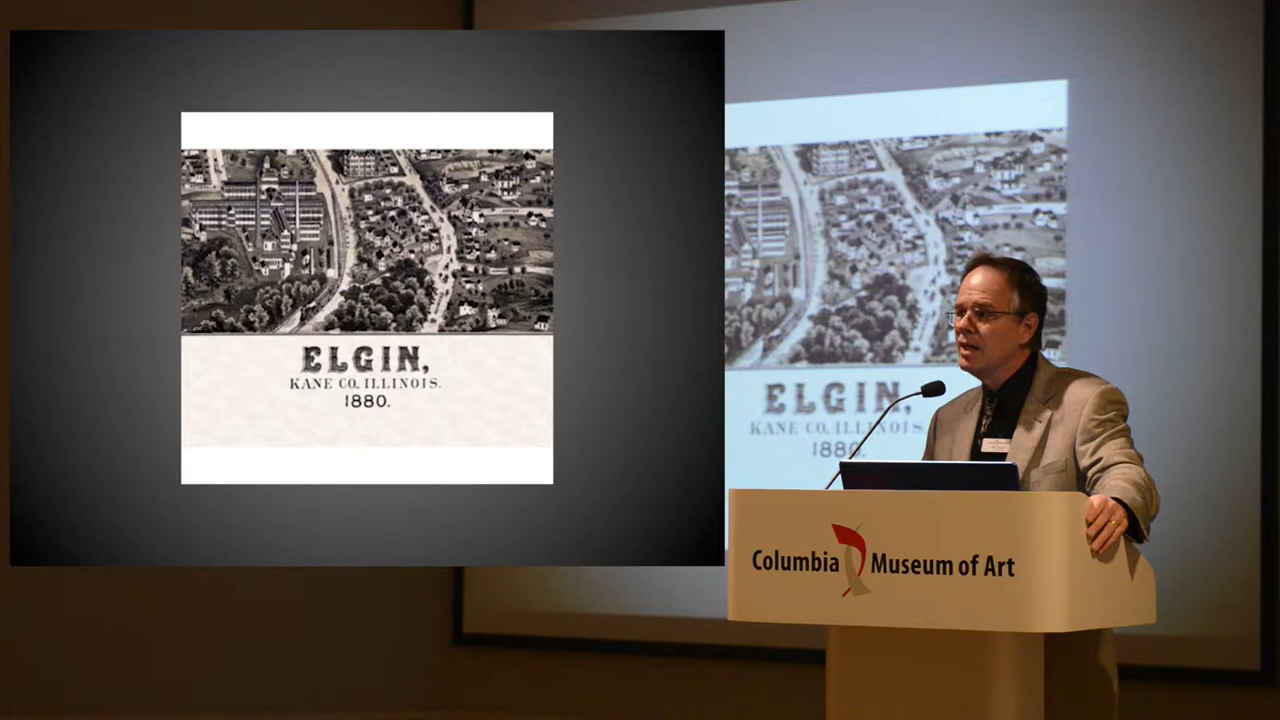 ELGIN,
KANE CO. ILLINOIS.
1880.
ELGIN,
KANE CO. ILLINOIS.
1880.
Columbia Museum of Art